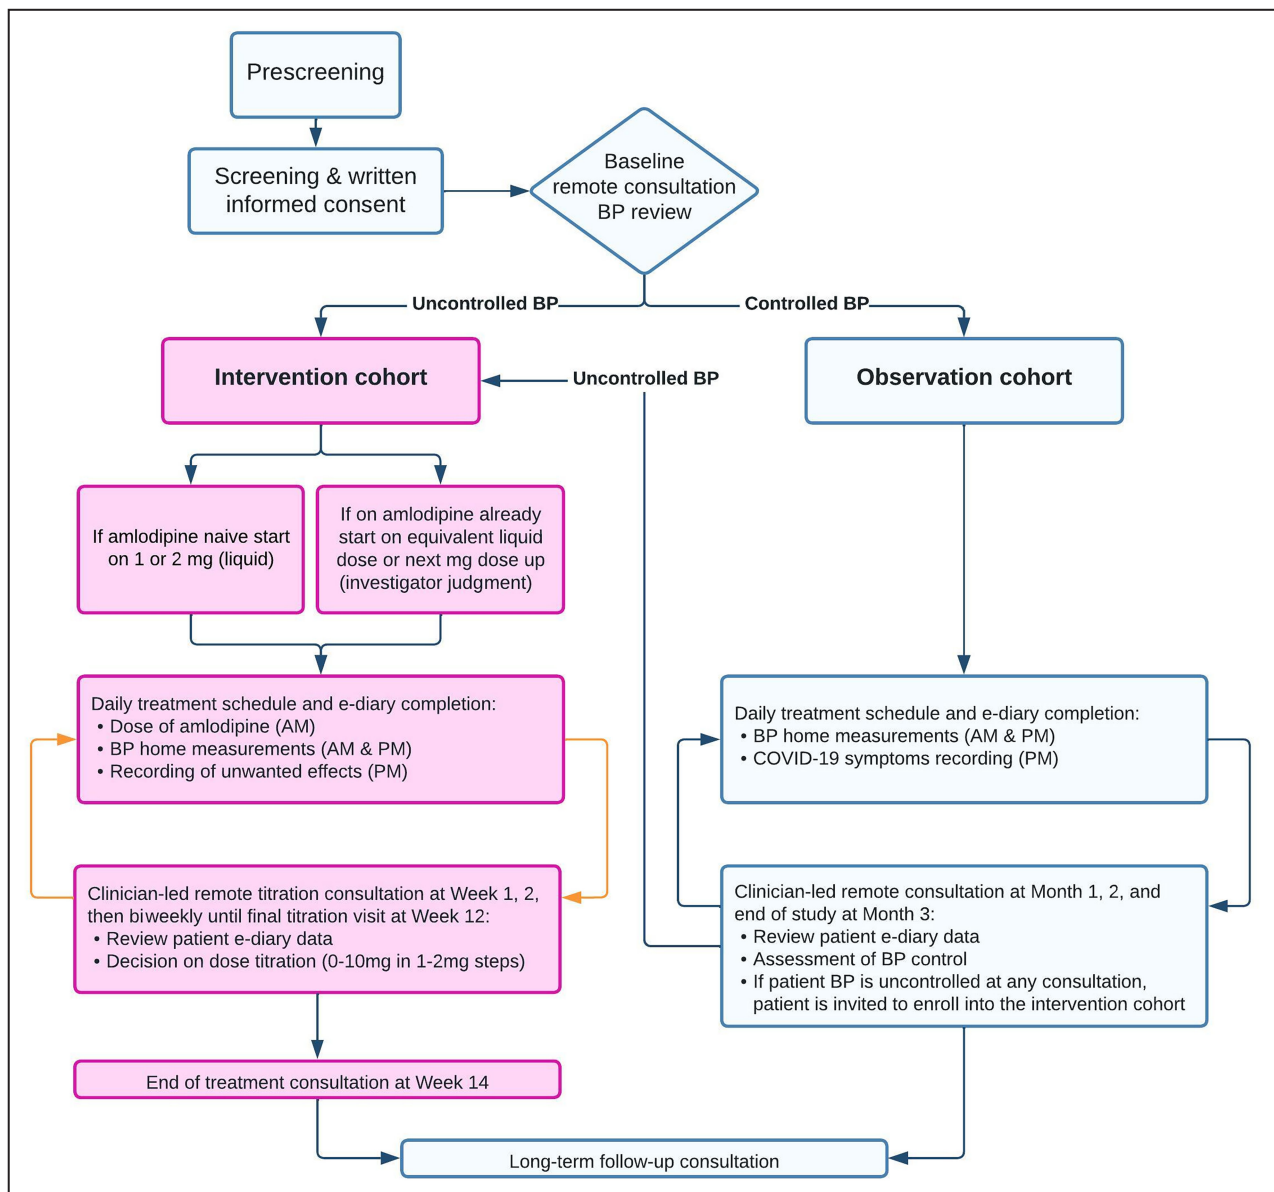 Prescreening
Screening & written
informed consent
Baseline
remote consultation
BP review
Uncontrolled BP
Controlled BP
Intervention cohort
Uncontrolled BP
Observation cohort
If amlodipine naive start
on 1 or 2 mg (liquid)
If on amlodipine already
start on equivalent liquid
dose or next mg dose up
(investigator judgment)
Daily treatment schedule and e-diary completion:
• Dose of amlodipine (AM)
• BP home measurements (AM & PM)
• Recording of unwanted effects (PM)
Daily treatment schedule and e-diary completion:
• BP home measurements (AM & PM)
• COVID-19 symptoms recording (PM)
Clinician-led remote titration consultation at Week 1, 2,
then biweekly until final titration visit at Week 12:
• Review patient e-diary data
• Decision on dose titration (0-10mg in 1-2mg steps)
Clinician-led remote consultation at Month 1, 2, and
end of study at Month 3:
• Review patient e-diary data
• Assessment of BP control
• If patient BP is uncontrolled at any consultation,
patient is invited to enroll into the intervention cohort
End of treatment consultation at Week 14
Long-term follow-up consultation